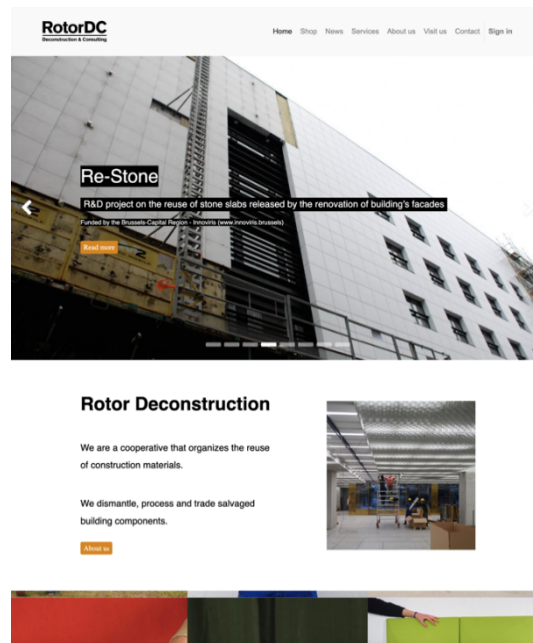 RotorDC
Deconstruction & Consulting
Home Shop News Services About us Visit us Contact Sign in
Re-Stone
R&D project on the reuse of stone slabs released by the renovation of building's facades
Funded by the Brussels-Capital Region - Innoviris (www.innoviris.brussels)
Read more
Rotor Deconstruction
We are a cooperative that organizes the reuse
of construction materials.
We dismantle, process and trade salvaged
building components.
About us